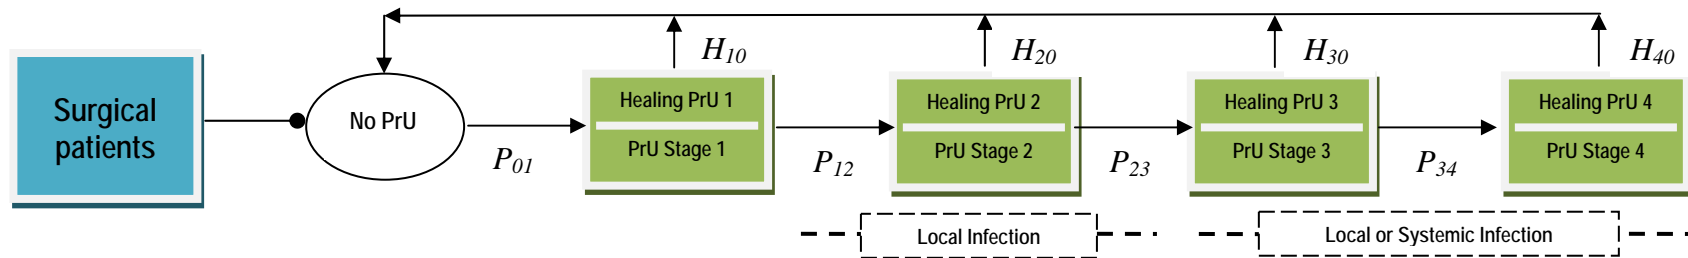 Surgical
patients
No PrU
P01
Healing PrU 1
PrU Stage 1
H10
P12
Healing PrU 2
PrU Stage 2
H20
P23
Healing PrU 3
PrU Stage 3
H30
P34
Healing PrU 4
PrU Stage 4
H40
Local Infection
Local or Systemic Infection